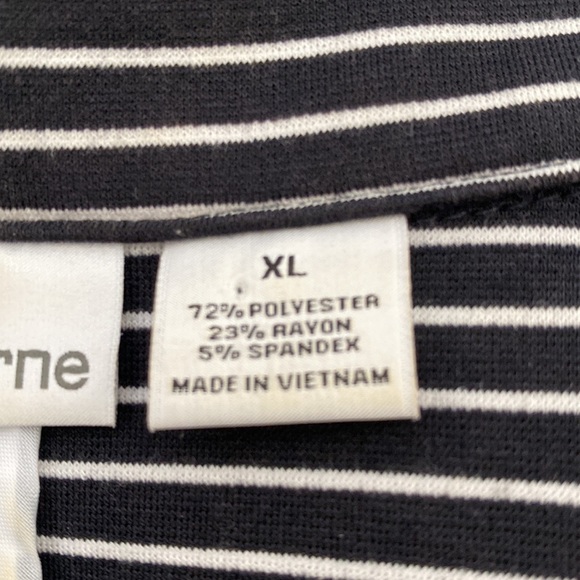 XL
72% POLYESTER
23% RAYON
5% SPANDEX
MADE IN VIETNAM
rne